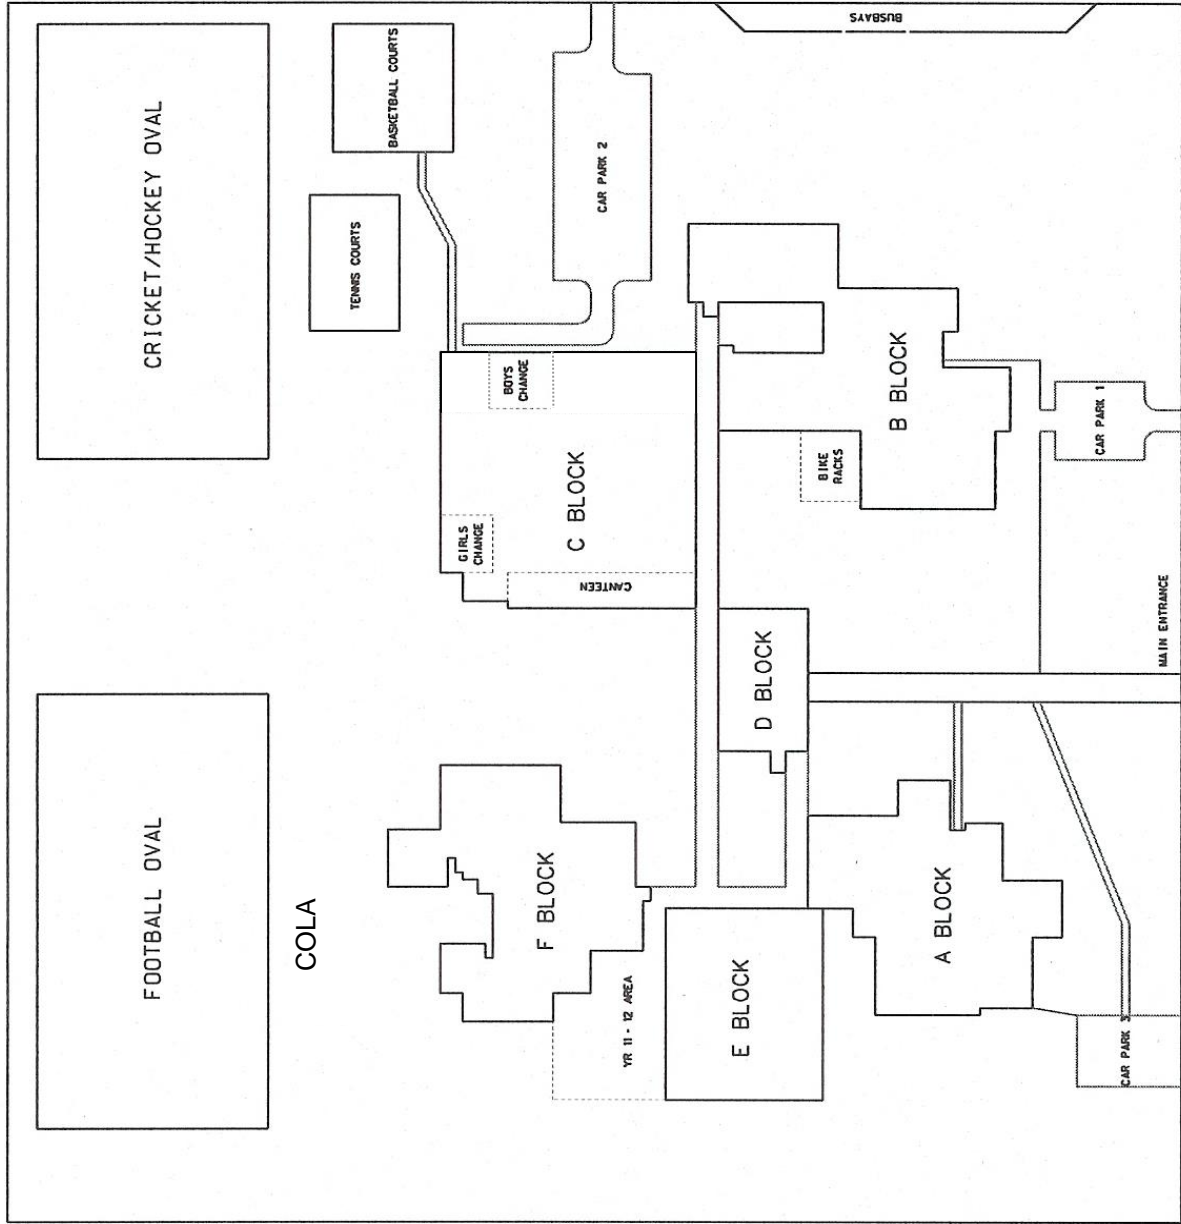 CRICKET/HOCKEY OVAL
BASKETBALL COURTS
TENNIS COURTS
CAR PARK 2
BUSBAYS
BOYS
CHANGE
GIRLS
CHANGE
C BLOCK
CANTEEN
B BLOCK
BIKE
RACKS
CAR PARK 1
MAIN ENTRANCE
D BLOCK
FOOTBALL OVAL
COLA
F BLOCK
YR 11 - 12 AREA
E BLOCK
A BLOCK
CAR PARK 3